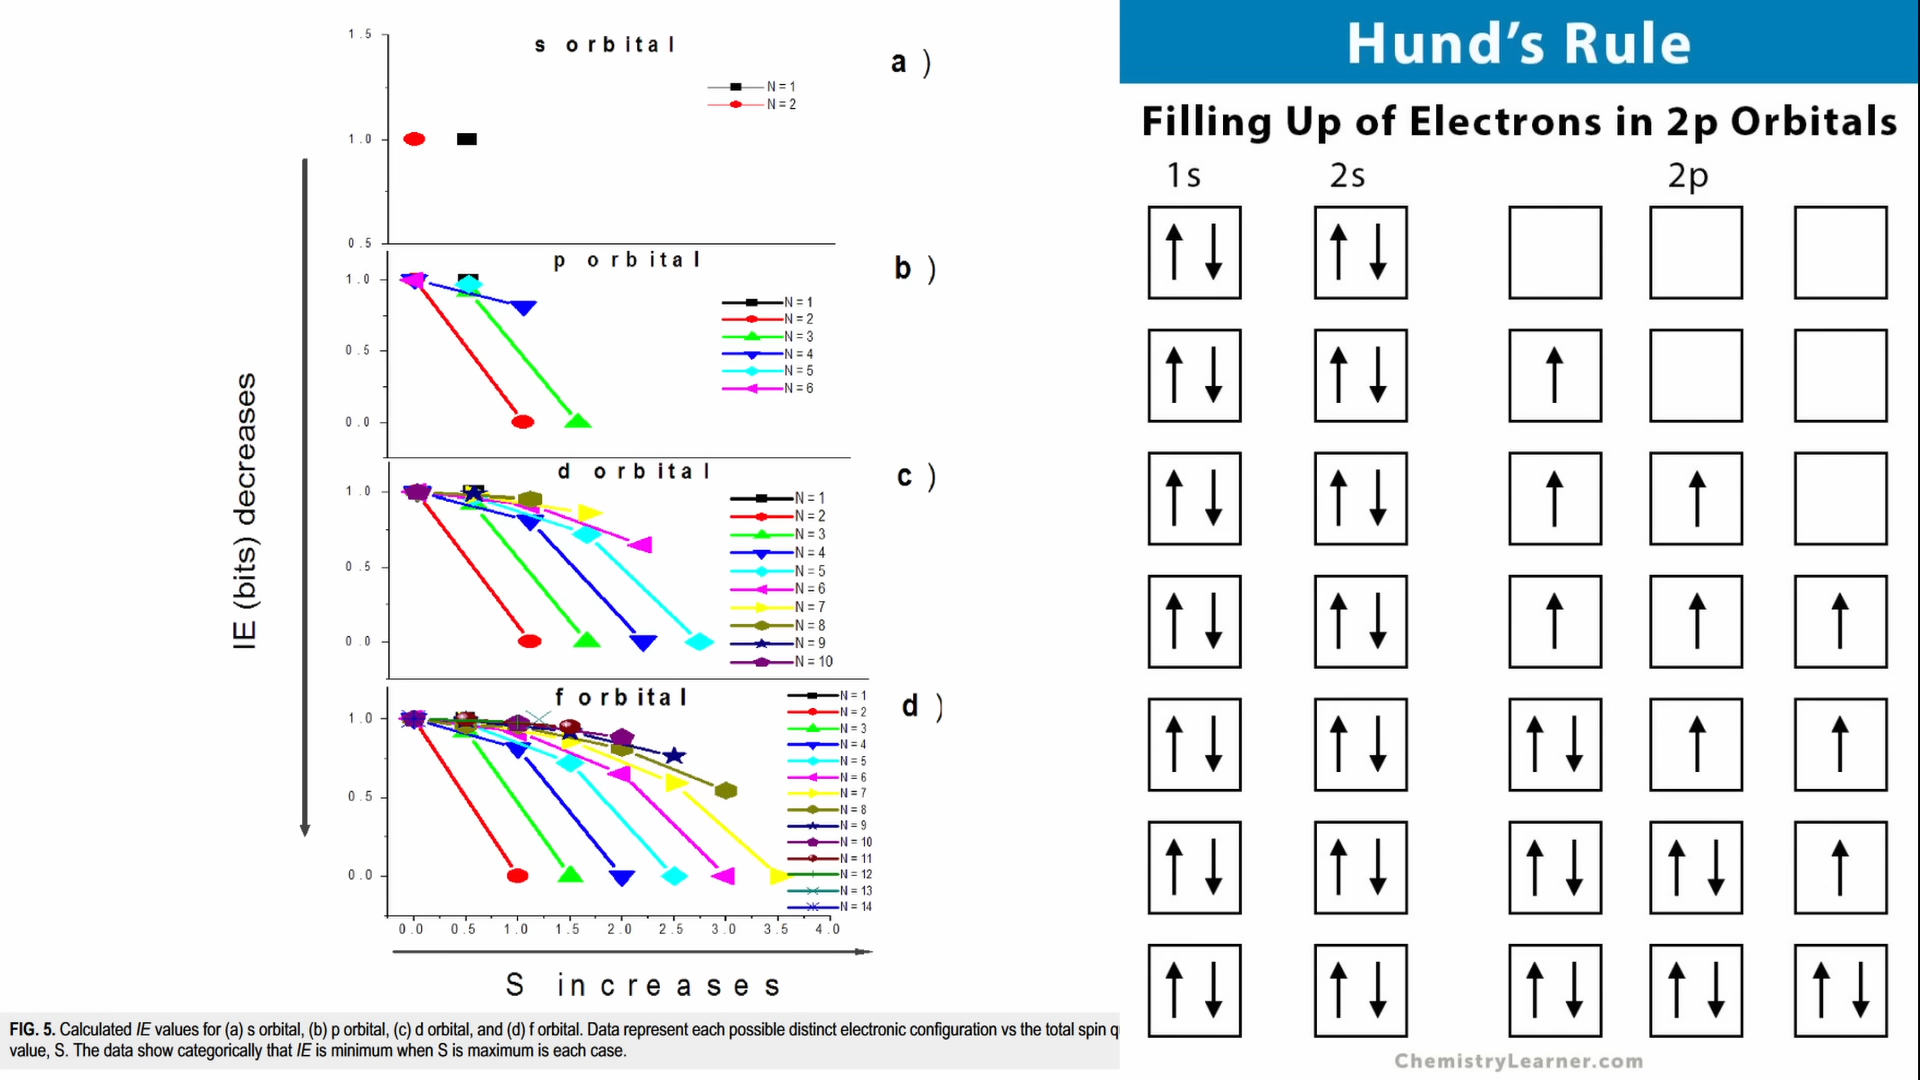 s orbital
a )
1.5
1.0
0.5
N = 1
N = 2
p orbital
b )
1.0
0.5
0.0
N = 1
N = 2
N = 3
N = 4
N = 5
N = 6
d orbital
c )
1.0
0.5
0.0
N = 1
N = 2
N = 3
N = 4
N = 5
N = 6
N = 7
N = 8
N = 9
N = 10
f orbital
d )
1.0
0.5
0.0
N = 1
N = 2
N = 3
N = 4
N = 5
N = 6
N = 7
N = 8
N = 9
N = 10
N = 11
N = 12
N = 13
N = 14
0.0 0.5 1.0 1.5 2.0 2.5 3.0 3.5 4.0
IE (bits) decreases
S increases
FIG. 5. Calculated IE values for (a) s orbital, (b) p orbital, (c) d orbital, and (d) f orbital. Data represent each possible distinct electronic configuration vs the total spin q
value, S. The data show categorically that IE is minimum when S is maximum is each case.
Hund's Rule
Filling Up of Electrons in 2p Orbitals
1s 2s 2p
ChemistryLearner.com